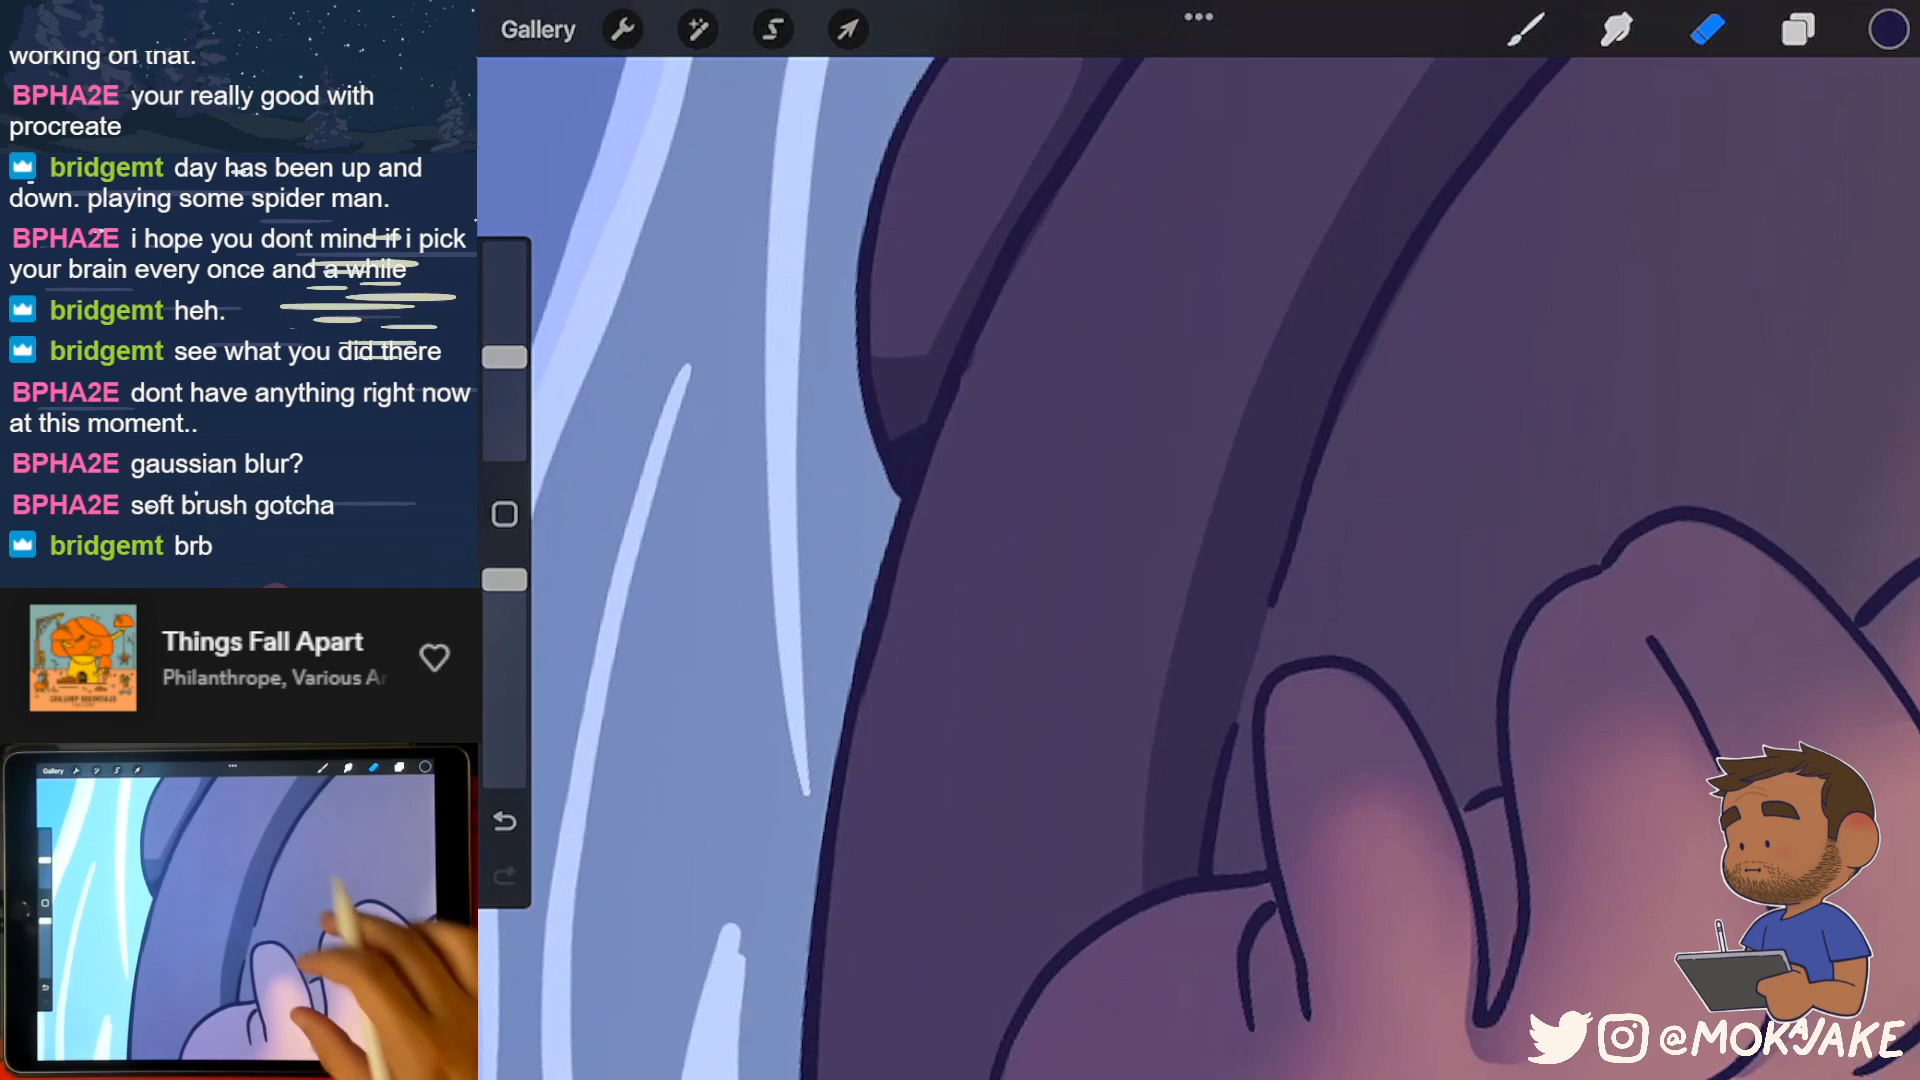 Gallery
working on that.
BPHA2E your really good with
procreate
bridgemt day has been up and
down. playing some spider man.
BPHA2E i hope you dont mind if i pick
your brain every once and a while
bridgemt heh.
bridgemt see what you did there
BPHA2E dont have anything right now
at this moment..
BPHA2E gaussian blur?
BPHA2E soft brush gotcha
bridgemt brb
Things Fall Apart
Philanthrope, Various Ar
Gallery
@MOKAJAKE